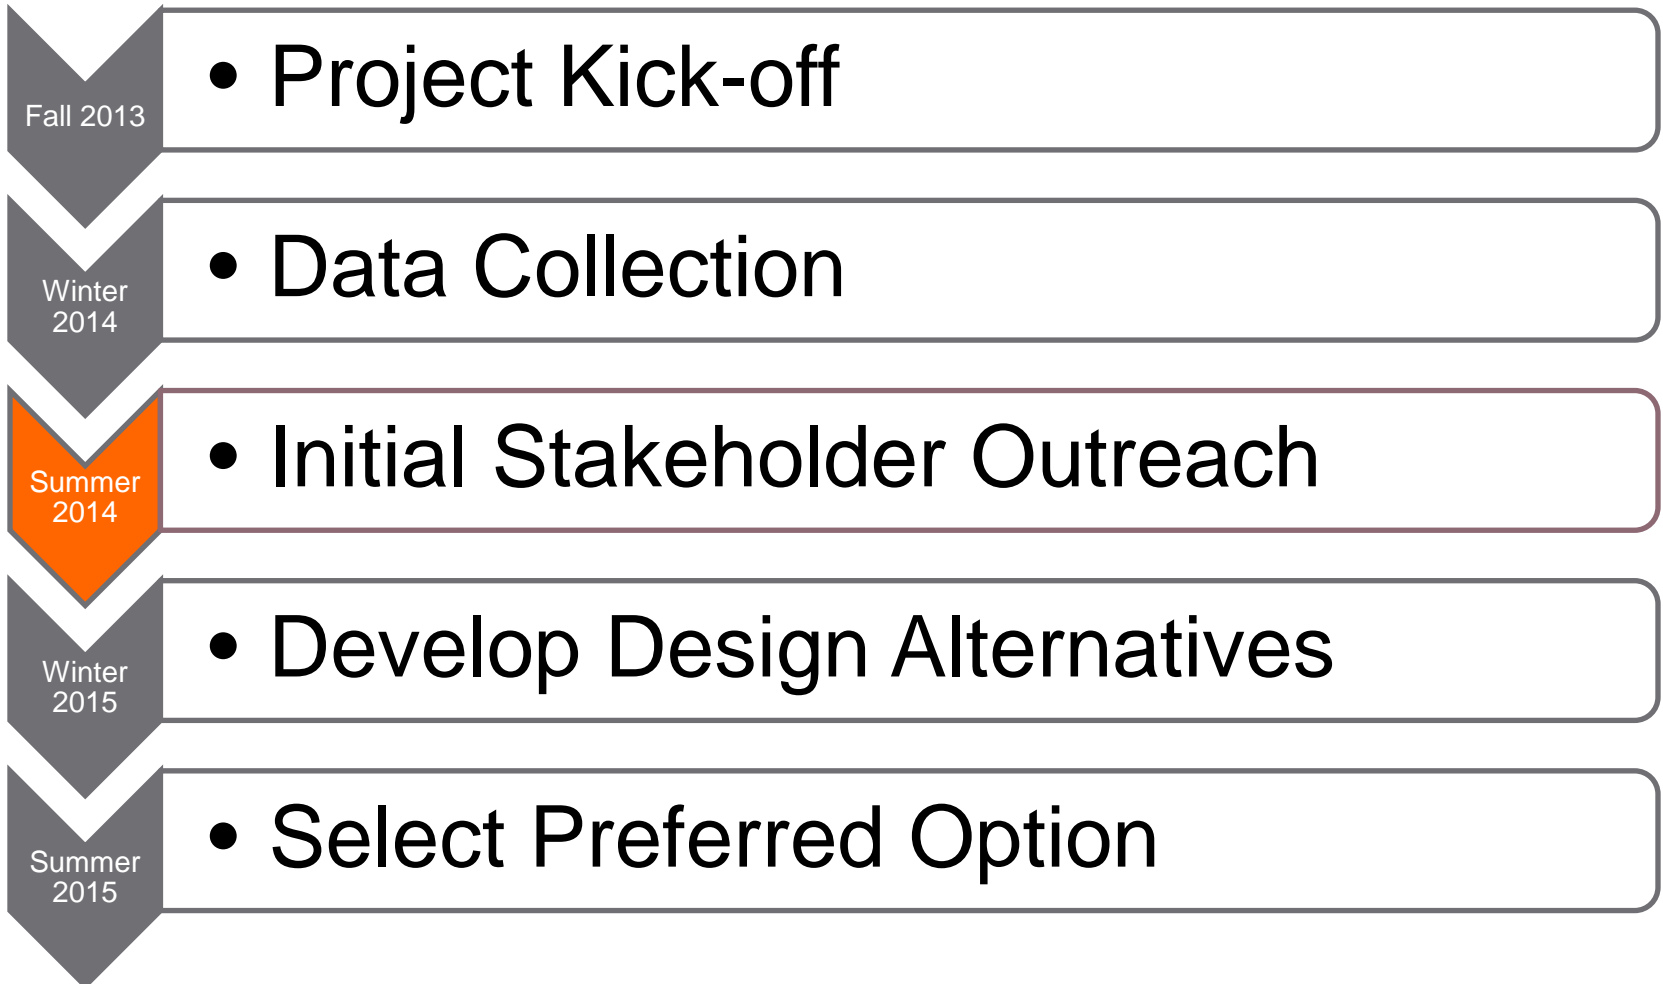 Fall 2013
• Project Kick-off
Winter
2014
• Data Collection
Summer
2014
• Initial Stakeholder Outreach
Winter
2015
• Develop Design Alternatives
Summer
2015
• Select Preferred Option